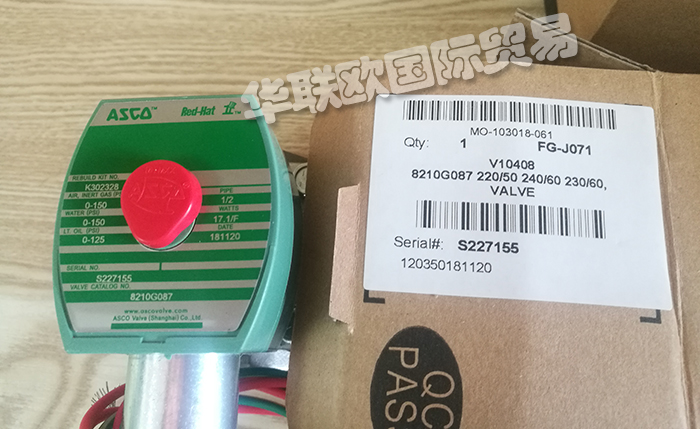 华联欧国际贸易
ASCO™ Red-Hat II
REBUILD KIT NO.
K302328
AIR, INERT GAS
0-150
WATER (PSI)
0-150
LT. OIL (PSI)
0-125
PIPE
1/2
WATTS
17.1/F
DATE
181120
SERIAL NO.
S227155
VALVE CATALOG NO.
8210G087
www.ascovalve.com
ASCO Valve (Shanghai) Co.,Ltd.
MO-103018-061
Qty: 1 FG-J071
V10408
8210G087 220/50 240/60 230/60,
VALVE
Serial#: S227155
120350181120
QC
PAS